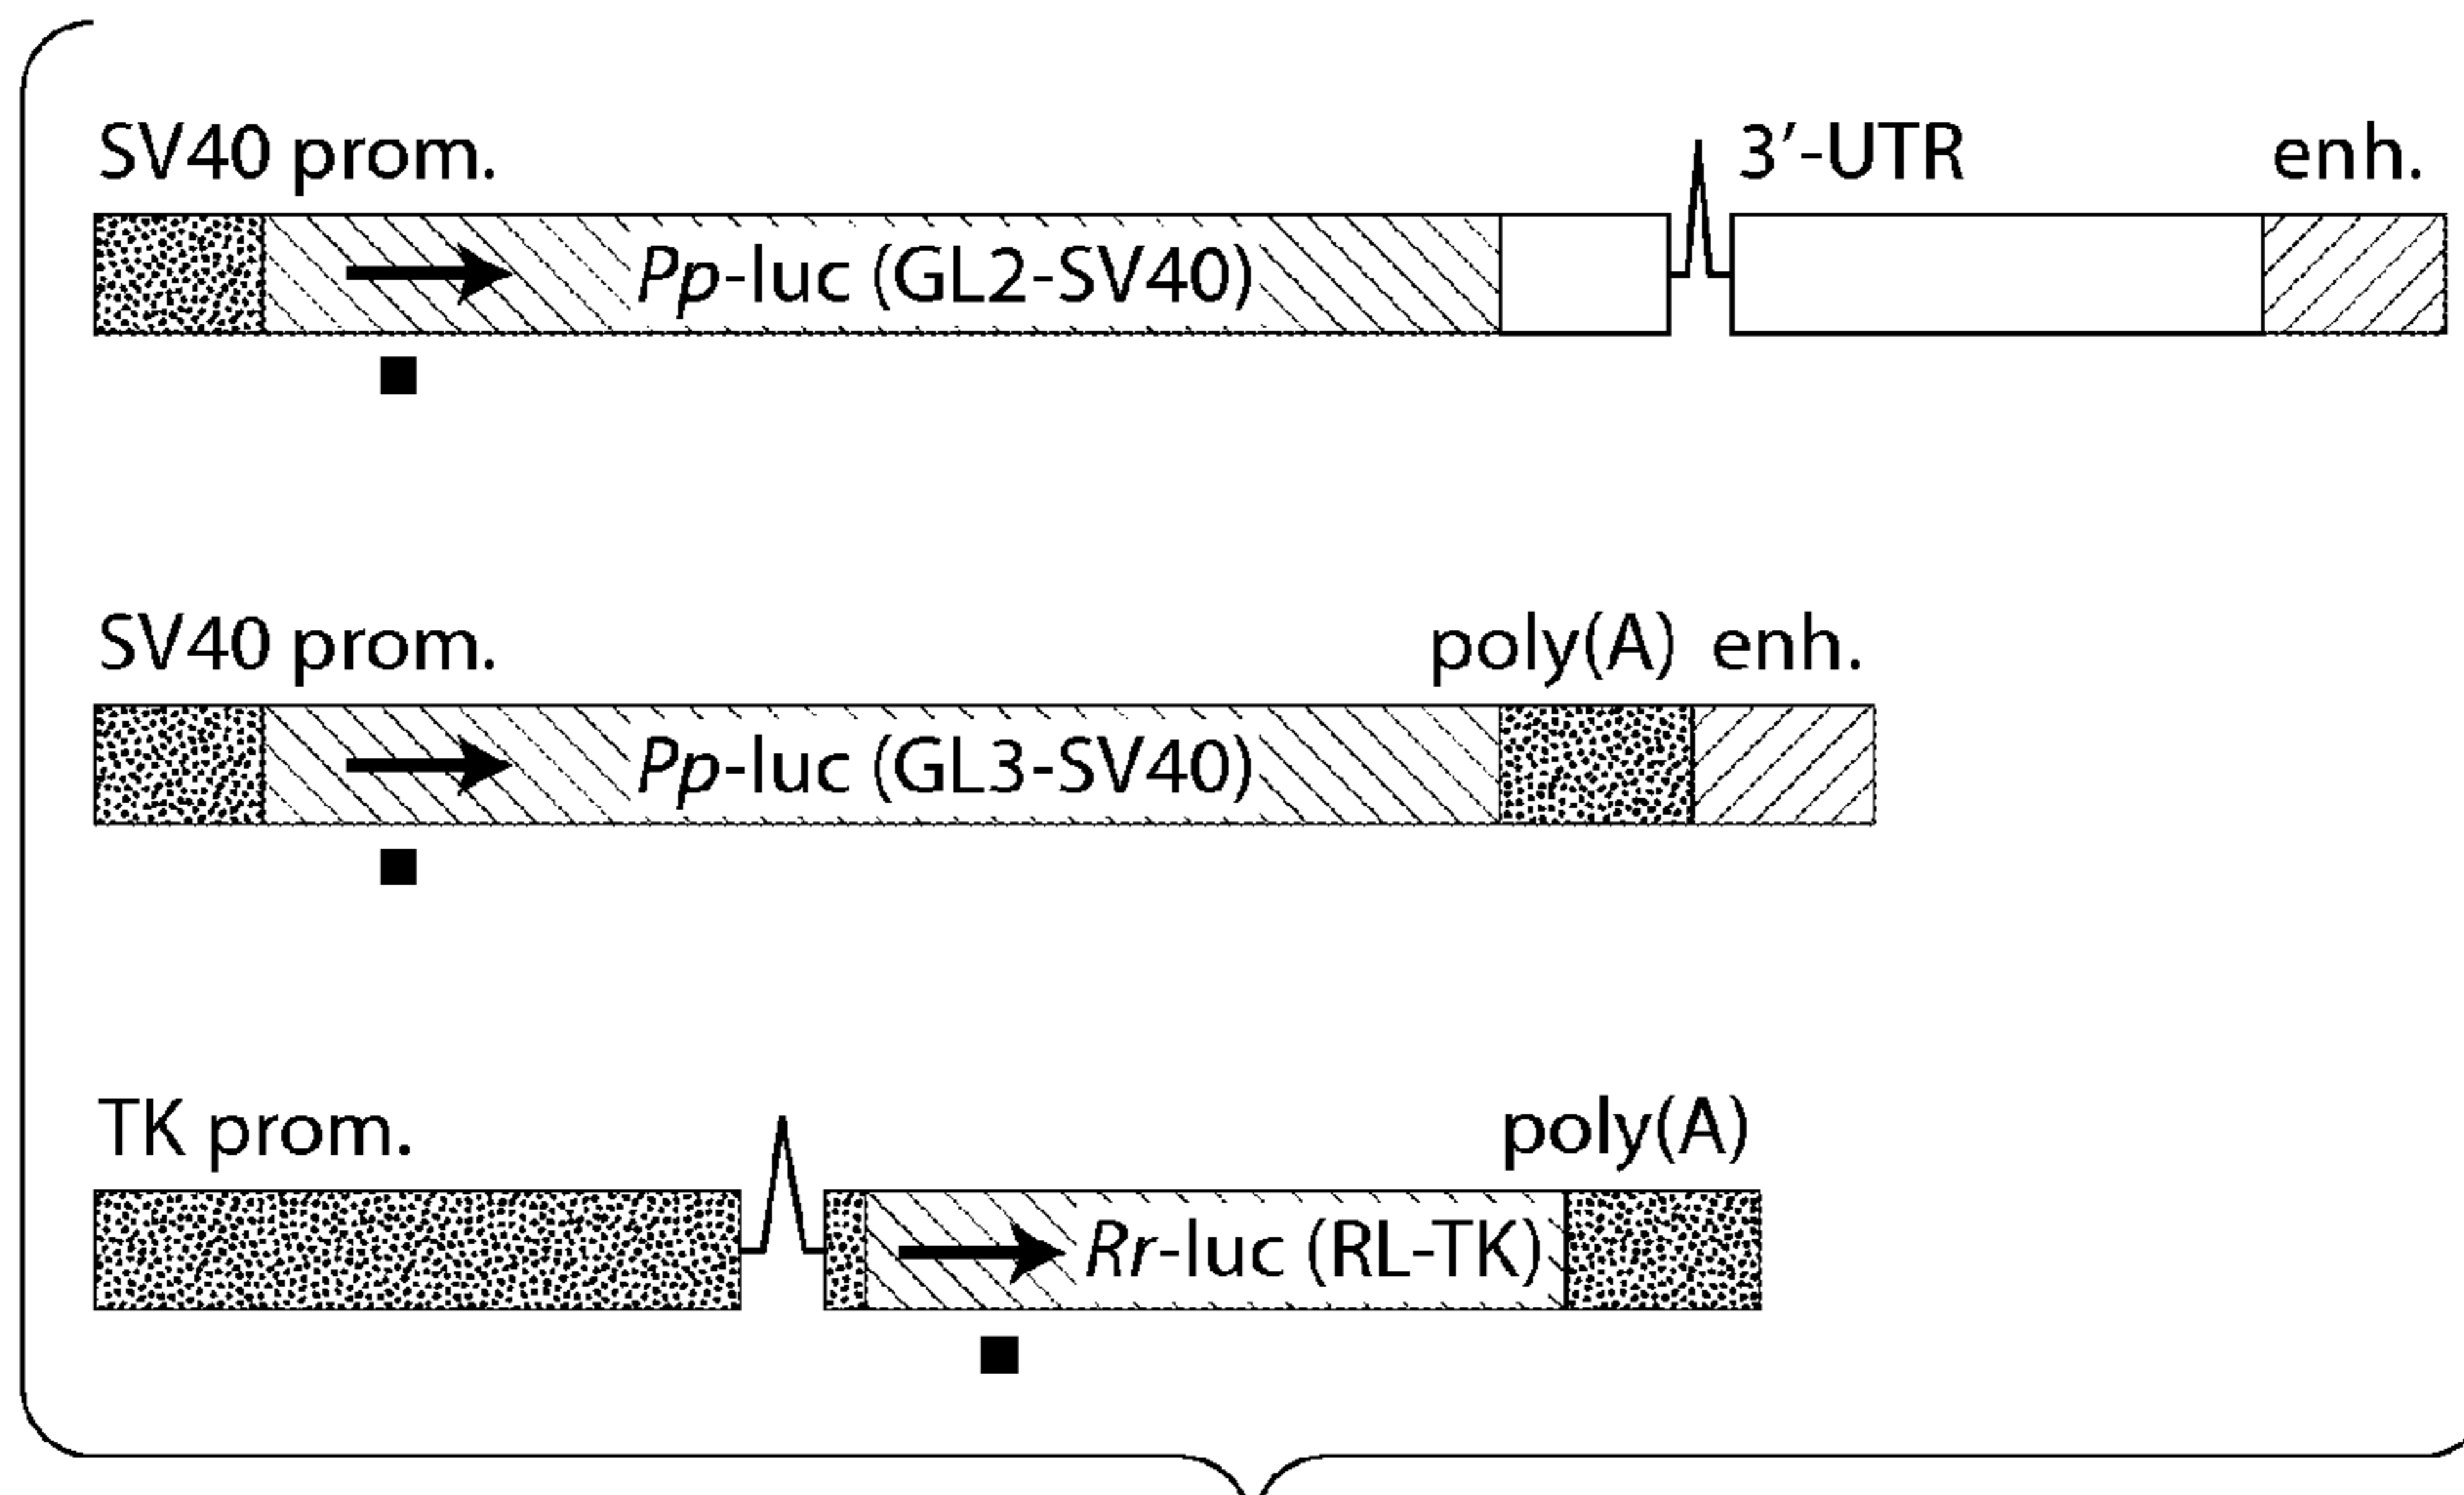 SV40 prom. 3′-UTR enh.
Pp-luc (GL2-SV40)
SV40 prom. poly(A) enh.
Pp-luc (GL3-SV40)
TK prom. poly(A)
Rr-luc (RL-TK)